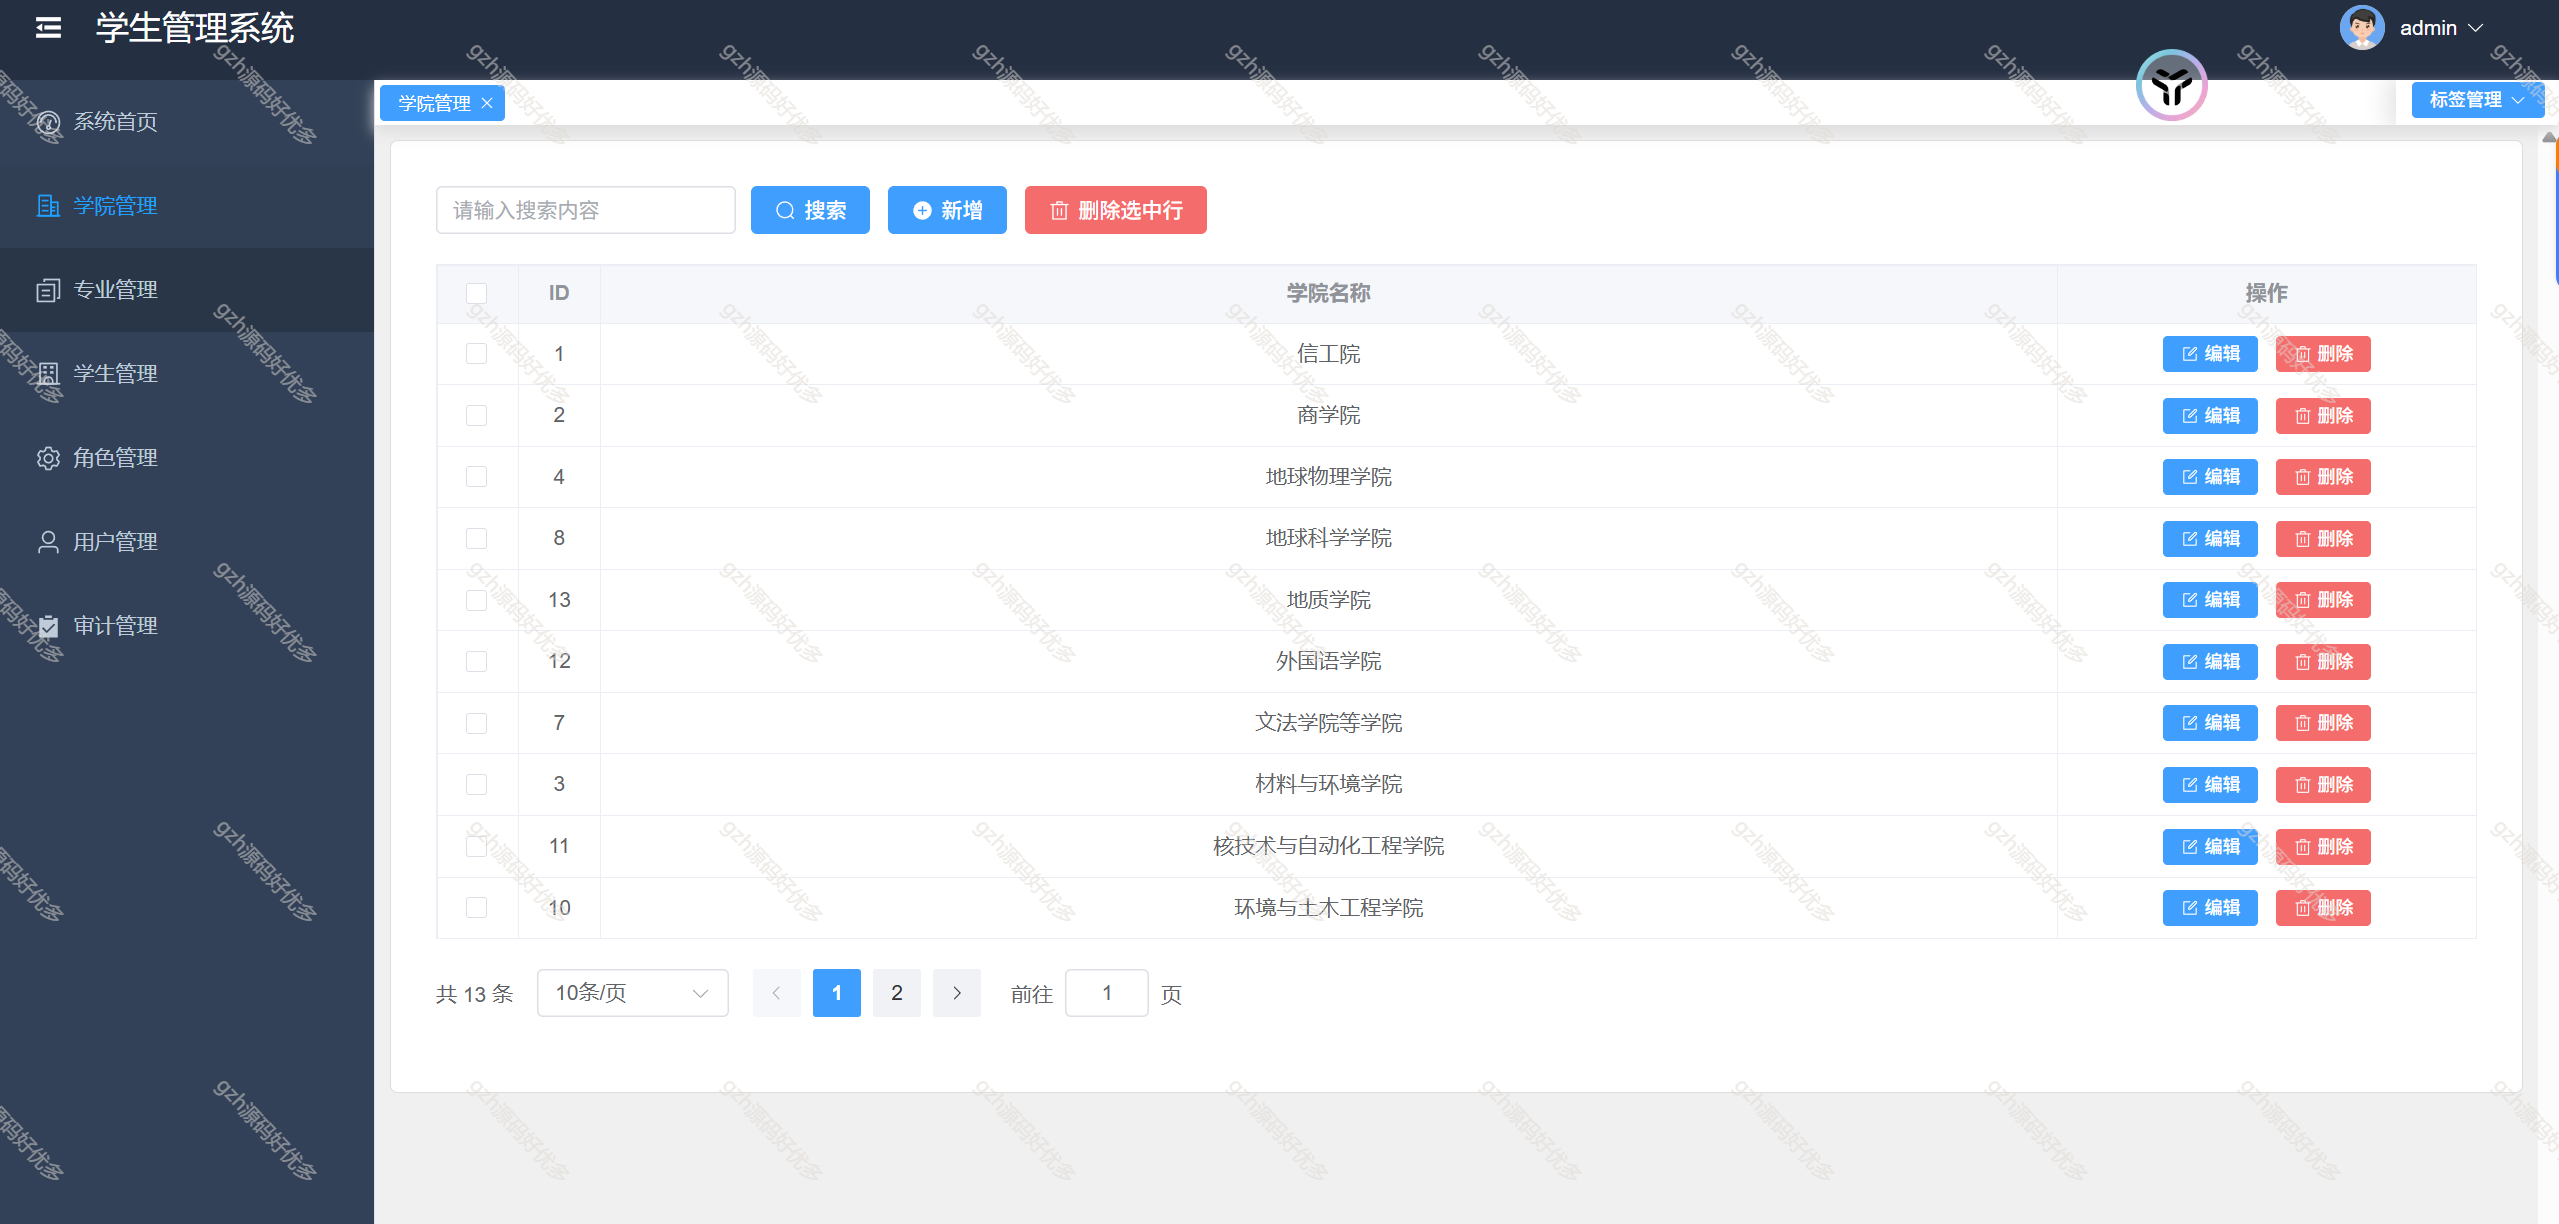 学生管理系统
admin
系统首页
学院管理
专业管理
学生管理
角色管理
用户管理
审计管理
学院管理
标签管理
请输入搜索内容
搜索
新增
删除选中行
ID 学院名称 操作
1 信工院 编辑 删除
2 商学院 编辑 删除
4 地球物理学院 编辑 删除
8 地球科学学院 编辑 删除
13 地质学院 编辑 删除
12 外国语学院 编辑 删除
7 文法学院等学院 编辑 删除
3 材料与环境学院 编辑 删除
11 核技术与自动化工程学院 编辑 删除
10 环境与土木工程学院 编辑 删除
共 13 条 10条/页 1 2 前往 1 页
gzh源码好优多